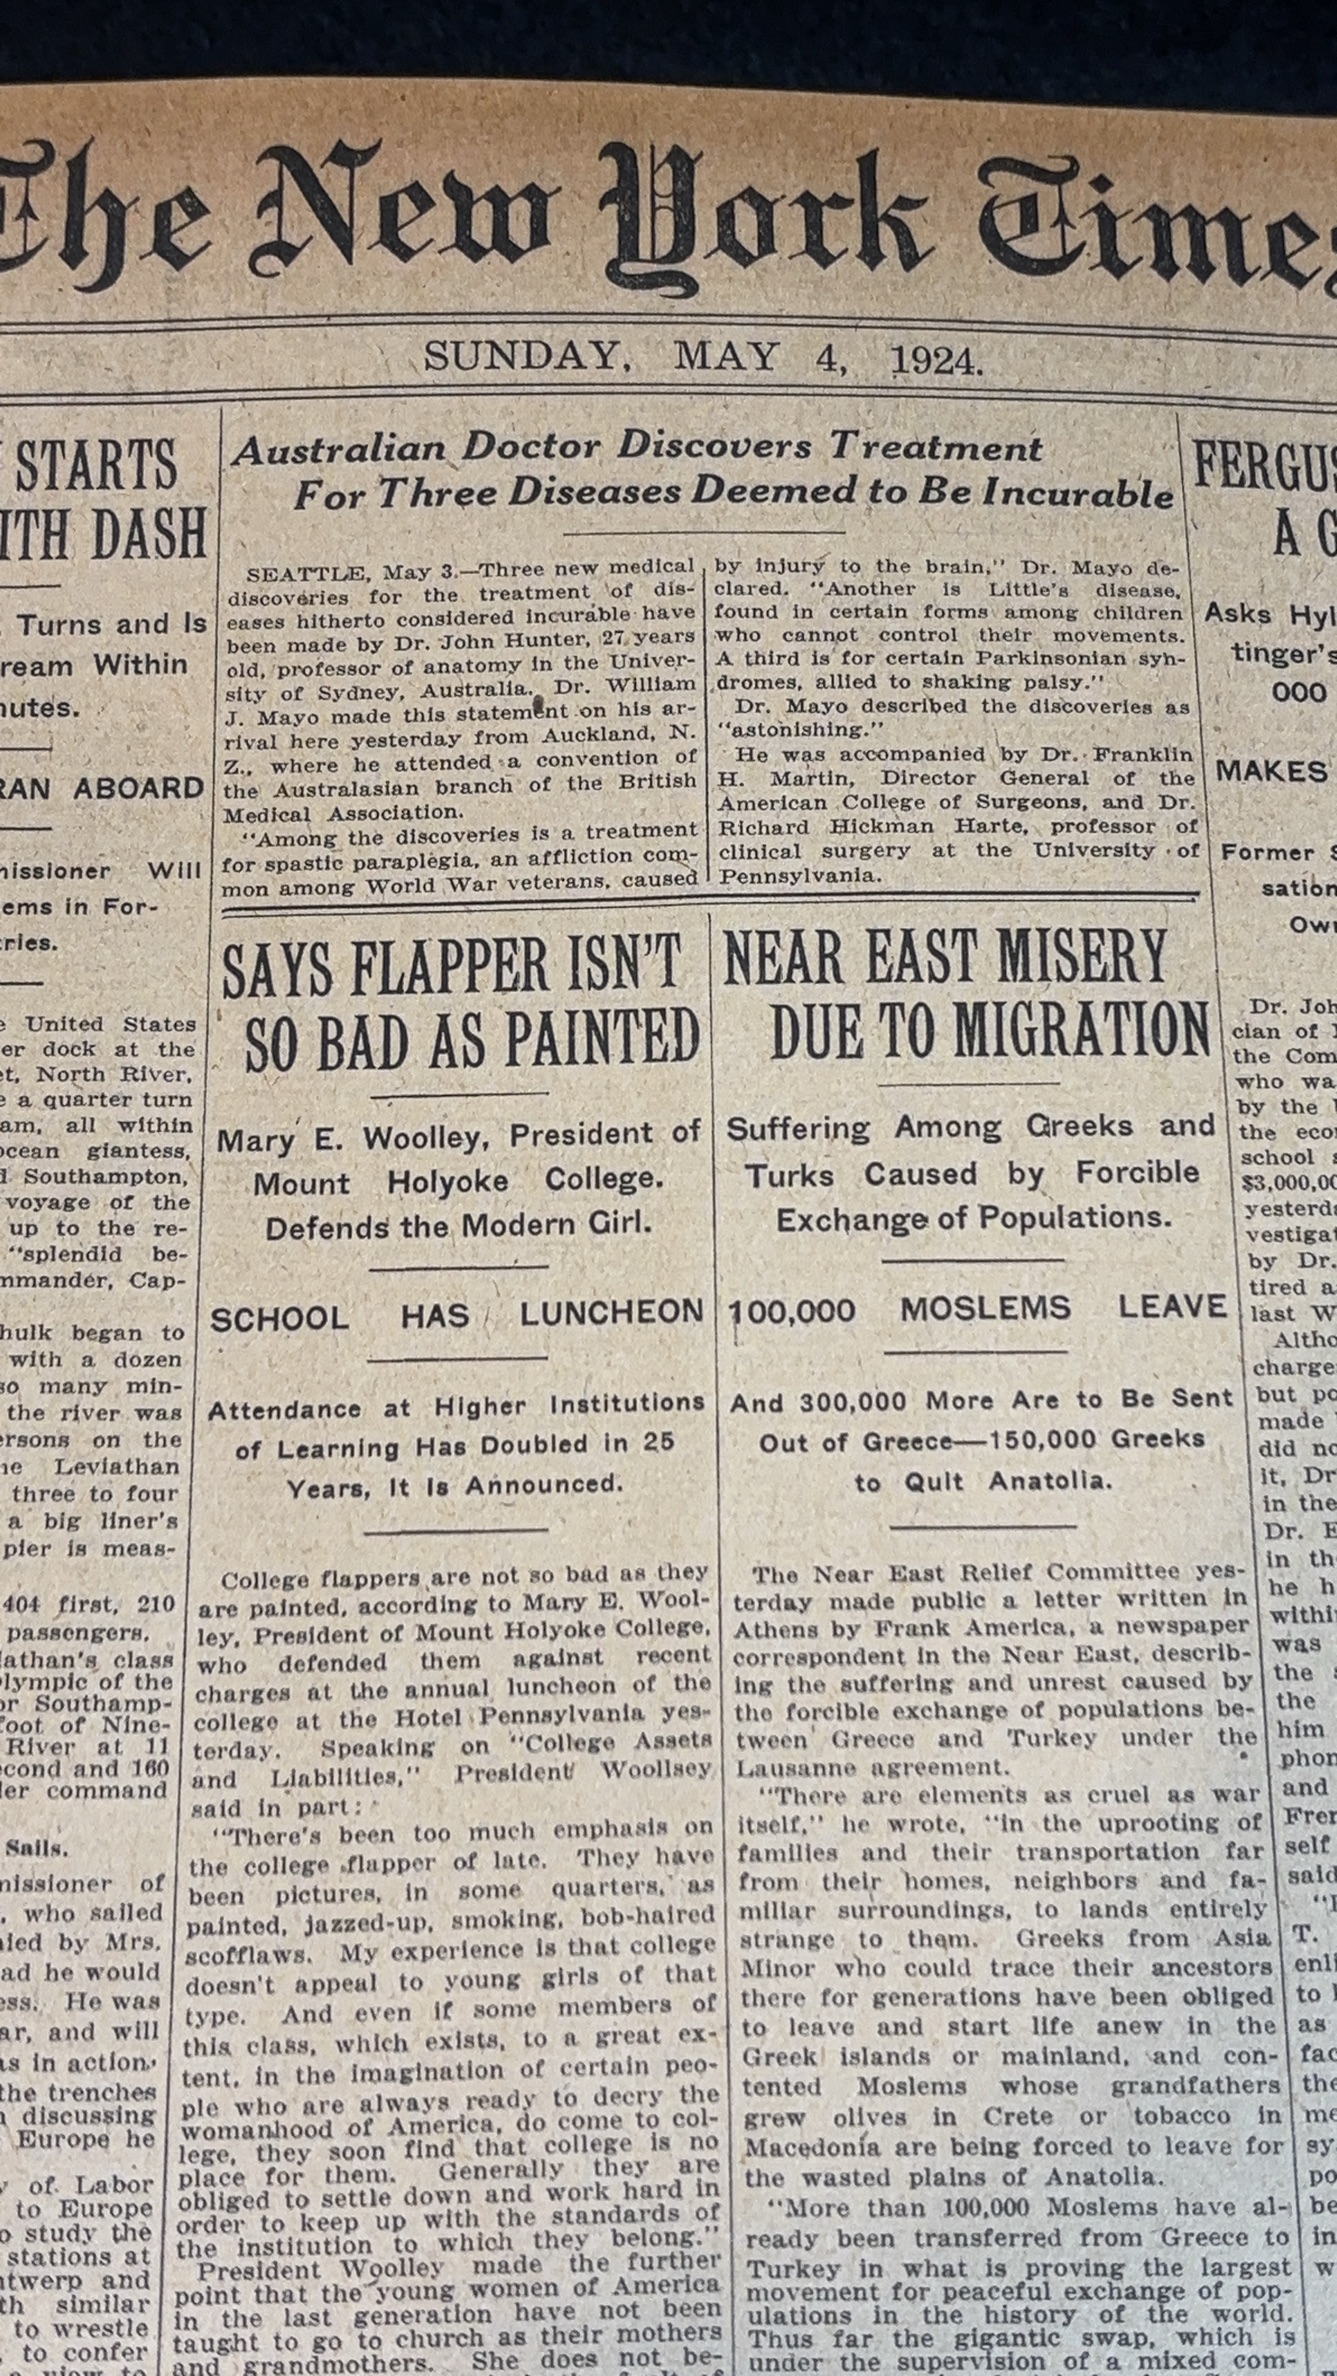 The New York Times
SUNDAY, MAY 4, 1924.
STARTS
ITH DASH
Turns and Is
ream Within
nutes.
RAN ABOARD
missioner Will
ems in For-
tries.
e United States
er dock at the
et, North River,
e a quarter turn
am, all within
ocean giantess,
d Southampton,
voyage of the
up to the re-
"splendid be-
mmander, Cap-
hulk began to
with a dozen
so many min-
the river was
ersons on the
he Leviathan
three to four
a big liner's
pier is meas-
404 first, 210
passengers.
iathan's class
Olympic of the
or Southamp-
foot of Nine-
River at 11
econd and 160
der command
Sails.
missioner of
, who sailed
nied by Mrs.
ad he would
ess. He was
ar, and will
as in action.
the trenches
n discussing
Europe he
y of Labor
to Europe
o study the
stations at
ntwerp and
th similar
to wrestle
to confer
a view to
Australian Doctor Discovers Treatment
For Three Diseases Deemed to Be Incurable
SEATTLE, May 3.—Three new medical
discoveries for the treatment of dis-
eases hitherto considered incurable have
been made by Dr. John Hunter, 27 years
old, professor of anatomy in the Univer-
sity of Sydney, Australia. Dr. William
J. Mayo made this statement on his ar-
rival here yesterday from Auckland, N.
Z., where he attended a convention of
the Australasian branch of the British
Medical Association.
"Among the discoveries is a treatment
for spastic paraplegia, an affliction com-
mon among World War veterans, caused
by injury to the brain," Dr. Mayo de-
clared. "Another is Little's disease,
found in certain forms among children
who cannot control their movements.
A third is for certain Parkinsonian syh-
dromes, allied to shaking palsy."
Dr. Mayo described the discoveries as
"astonishing."
He was accompanied by Dr. Franklin
H. Martin, Director General of the
American College of Surgeons, and Dr.
Richard Hickman Harte, professor of
clinical surgery at the University of
Pennsylvania.
SAYS FLAPPER ISN'T
SO BAD AS PAINTED
Mary E. Woolley, President of
Mount Holyoke College.
Defends the Modern Girl.
SCHOOL HAS LUNCHEON
Attendance at Higher Institutions
of Learning Has Doubled in 25
Years, It Is Announced.
College flappers are not so bad as they
are painted, according to Mary E. Wool-
ley, President of Mount Holyoke College,
who defended them against recent
charges at the annual luncheon of the
college at the Hotel Pennsylvania yes-
terday. Speaking on "College Assets
and Liabilities," President Woollsey
said in part:
"There's been too much emphasis on
the college flapper of late. They have
been pictures, in some quarters, as
painted, jazzed-up, smoking, bob-haired
scofflaws. My experience is that college
doesn't appeal to young girls of that
type. And even if some members of
this class, which exists, to a great ex-
tent, in the imagination of certain peo-
ple who are always ready to decry the
womanhood of America, do come to col-
lege, they soon find that college is no
place for them. Generally they are
obliged to settle down and work hard in
order to keep up with the standards of
the institution to which they belong."
President Woolley made the further
point that the young women of America
in the last generation have not been
taught to go to church as their mothers
and grandmothers. She does not be-
NEAR EAST MISERY
DUE TO MIGRATION
Suffering Among Greeks and
Turks Caused by Forcible
Exchange of Populations.
100,000 MOSLEMS LEAVE
And 300,000 More Are to Be Sent
Out of Greece—150,000 Greeks
to Quit Anatolia.
The Near East Relief Committee yes-
terday made public a letter written in
Athens by Frank America, a newspaper
correspondent in the Near East, describ-
ing the suffering and unrest caused by
the forcible exchange of populations be-
tween Greece and Turkey under the
Lausanne agreement.
"There are elements as cruel as war
itself," he wrote, "in the uprooting of
families and their transportation far
from their homes, neighbors and fa-
miliar surroundings, to lands entirely
strange to them. Greeks from Asia
Minor who could trace their ancestors
there for generations have been obliged
to leave and start life anew in the
Greek islands or mainland, and con-
tented Moslems whose grandfathers
grew olives in Crete or tobacco in
Macedonia are being forced to leave for
the wasted plains of Anatolia.
"More than 100,000 Moslems have al-
ready been transferred from Greece to
Turkey in what is proving the largest
movement for peaceful exchange of pop-
ulations in the history of the world.
Thus far the gigantic swap, which is
under the supervision of a mixed com-
FERGUS
A G
Asks Hyl
tinger's
000
MAKES
Former S
sation
Own
Dr. Joh
cian of
the Com
who wa
by the
the econ
school
$3,000,00
yesterda
vestigat
by Dr.
tired a
last W
Altho
charge
but po
made
did no
it, Dr
in the
Dr. E
in th
he h
withi
was
the
the
him
phon
and
Fren
self
said
T.
enli
to
as
fac
the
me
sy
po
be
in
w